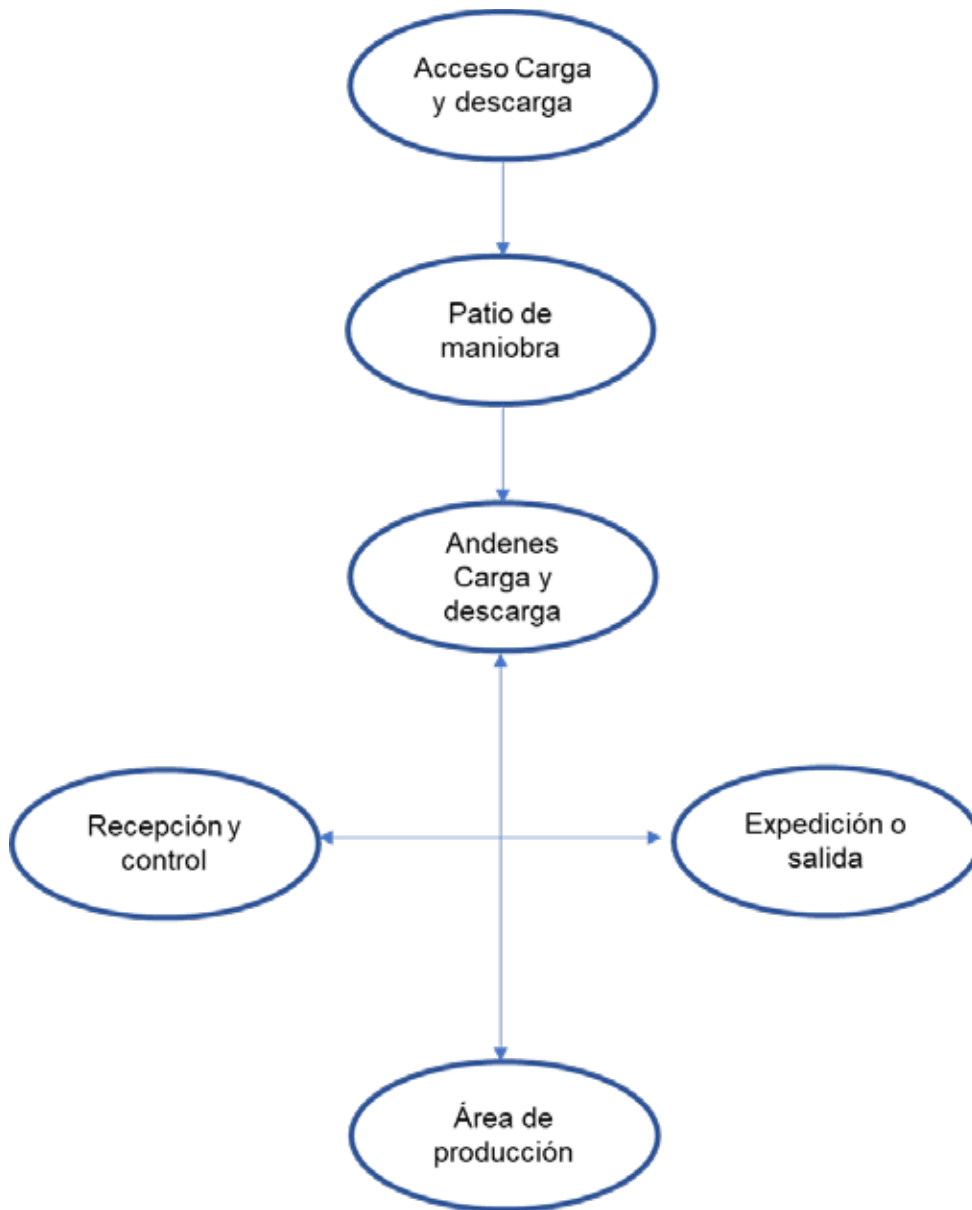 Acceso Carga
y descarga
Patio de
maniobra
Andenes
Carga y
descarga
Recepción y
control
Expedición o
salida
Área de
producción